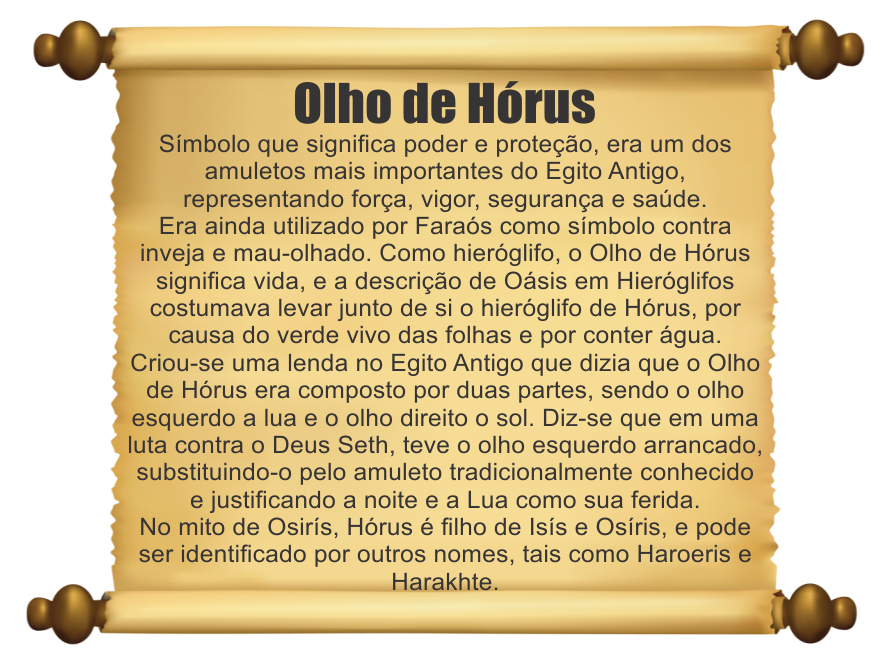 Olho de Hórus
Símbolo que significa poder e proteção, era um dos
amuletos mais importantes do Egito Antigo,
representando força, vigor, segurança e saúde.
Era ainda utilizado por Faraós como símbolo contra
inveja e mau-olhado. Como hieróglifo, o Olho de Hórus
significa vida, e a descrição de Oásis em Hieróglifos
costumava levar junto de si o hieróglifo de Hórus, por
causa do verde vivo das folhas e por conter água.
Criou-se uma lenda no Egito Antigo que dizia que o Olho
de Hórus era composto por duas partes, sendo o olho
esquerdo a lua e o olho direito o sol. Diz-se que em uma
luta contra o Deus Seth, teve o olho esquerdo arrancado,
substituindo-o pelo amuleto tradicionalmente conhecido
e justificando a noite e a Lua como sua ferida.
No mito de Osirís, Hórus é filho de Isís e Osíris, e pode
ser identificado por outros nomes, tais como Haroeris e
Harakhte.